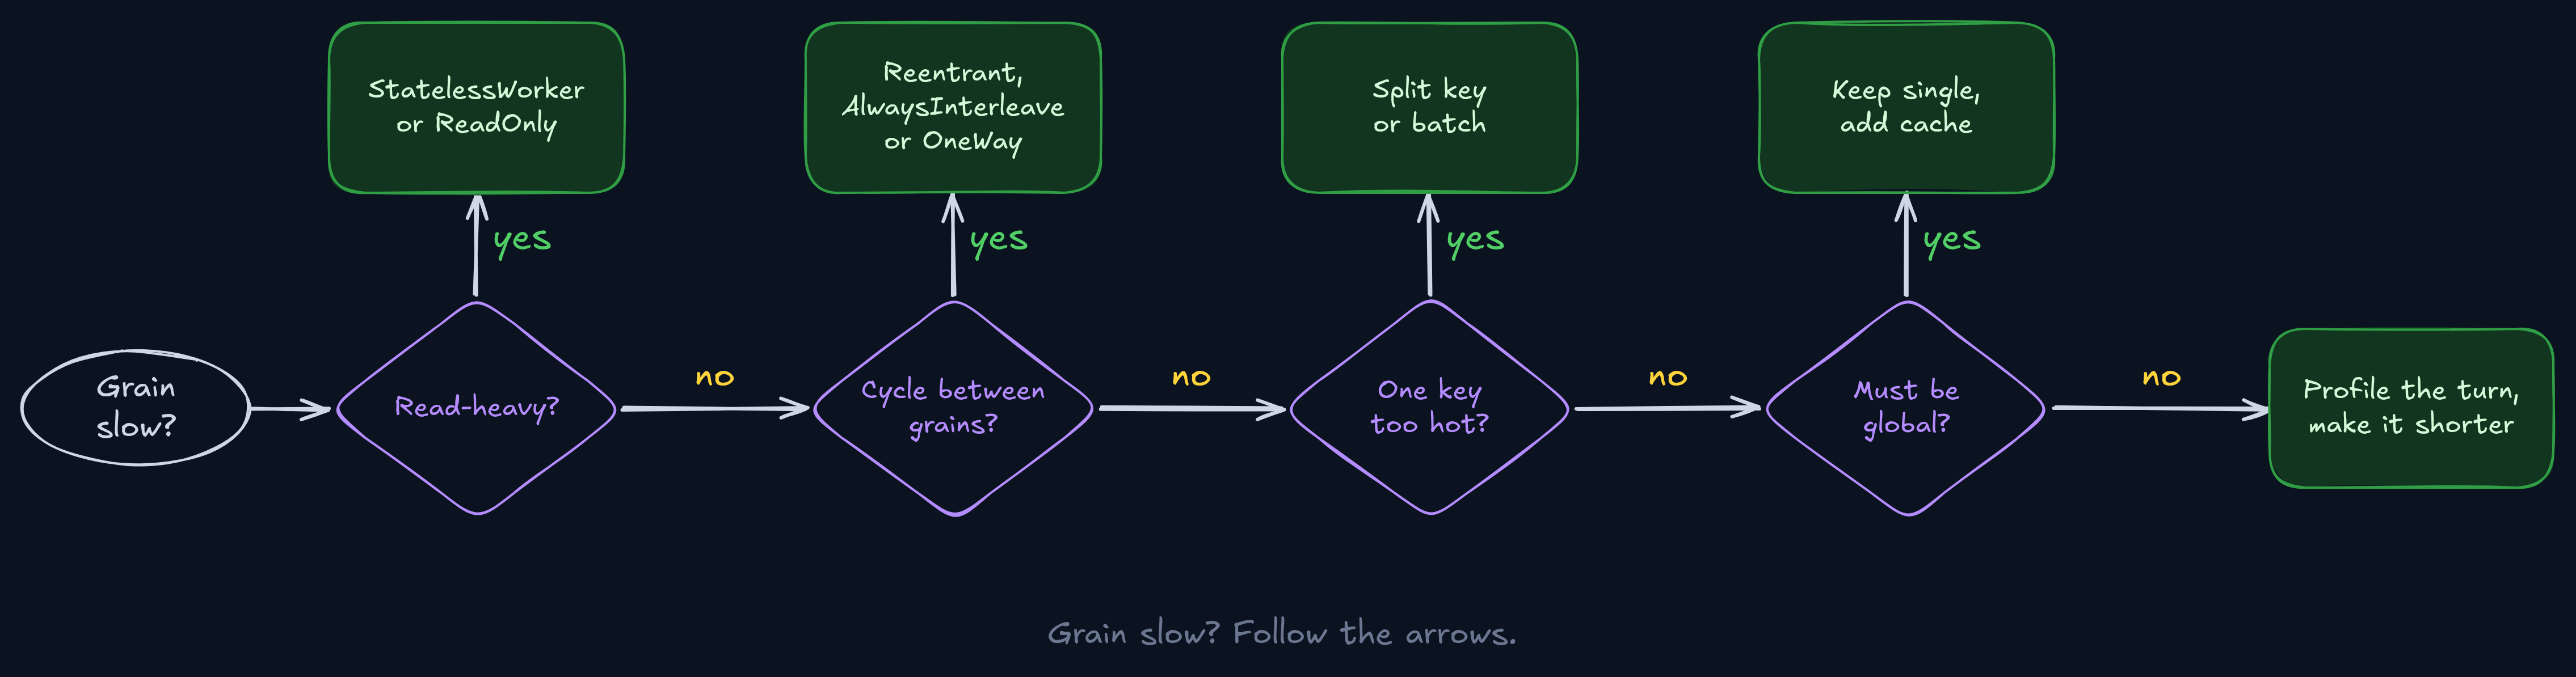 StatelessWorker
or ReadOnly
Reentrant,
AlwaysInterleave
or OneWay
Split key
or batch
Keep single,
add cache
yes
yes
yes
yes
Grain
slow?
Read-heavy?
no
Cycle between
grains?
no
One key
too hot?
no
Must be
global?
no
Profile the turn,
make it shorter
Grain slow? Follow the arrows.